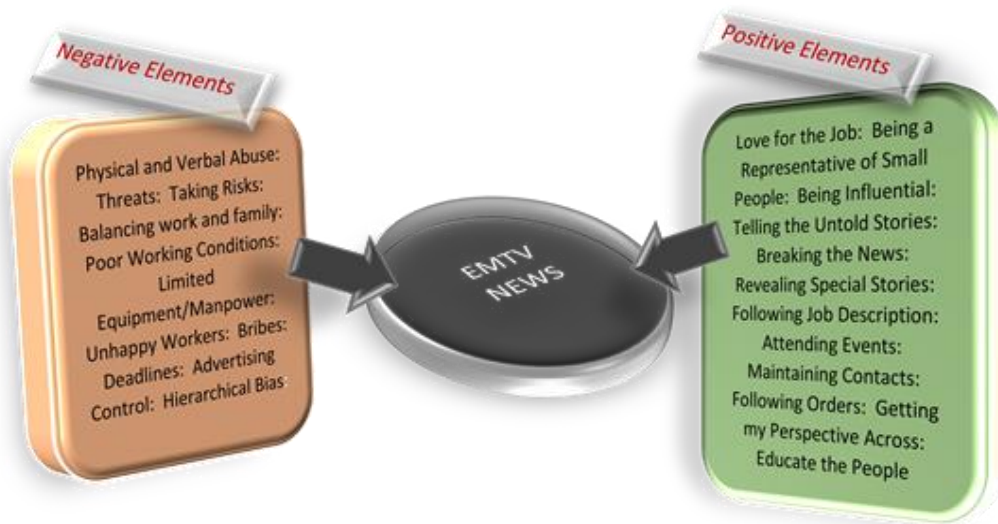 Negative Elements
Physical and Verbal Abuse:
Threats: Taking Risks:
Balancing work and family:
Poor Working Conditions:
Limited
Equipment/Manpower:
Unhappy Workers: Bribes:
Deadlines: Advertising
Control: Hierarchical Bias
EMTV
NEWS
Positive Elements
Love for the Job: Being a
Representative of Small
People: Being Influential:
Telling the Untold Stories:
Breaking the News:
Revealing Special Stories:
Following Job Description:
Attending Events:
Maintaining Contacts:
Following Orders: Getting
my Perspective Across:
Educate the People